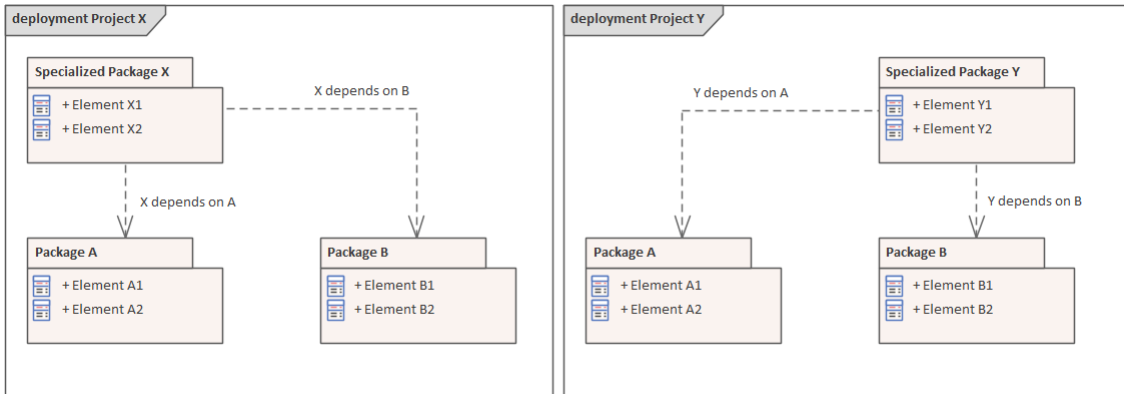 deployment Project X
Specialized Package X
+ Element X1
+ Element X2
X depends on B
X depends on A
Package A
+ Element A1
+ Element A2
Package B
+ Element B1
+ Element B2
deployment Project Y
Specialized Package Y
+ Element Y1
+ Element Y2
Y depends on A
Y depends on B
Package A
+ Element A1
+ Element A2
Package B
+ Element B1
+ Element B2